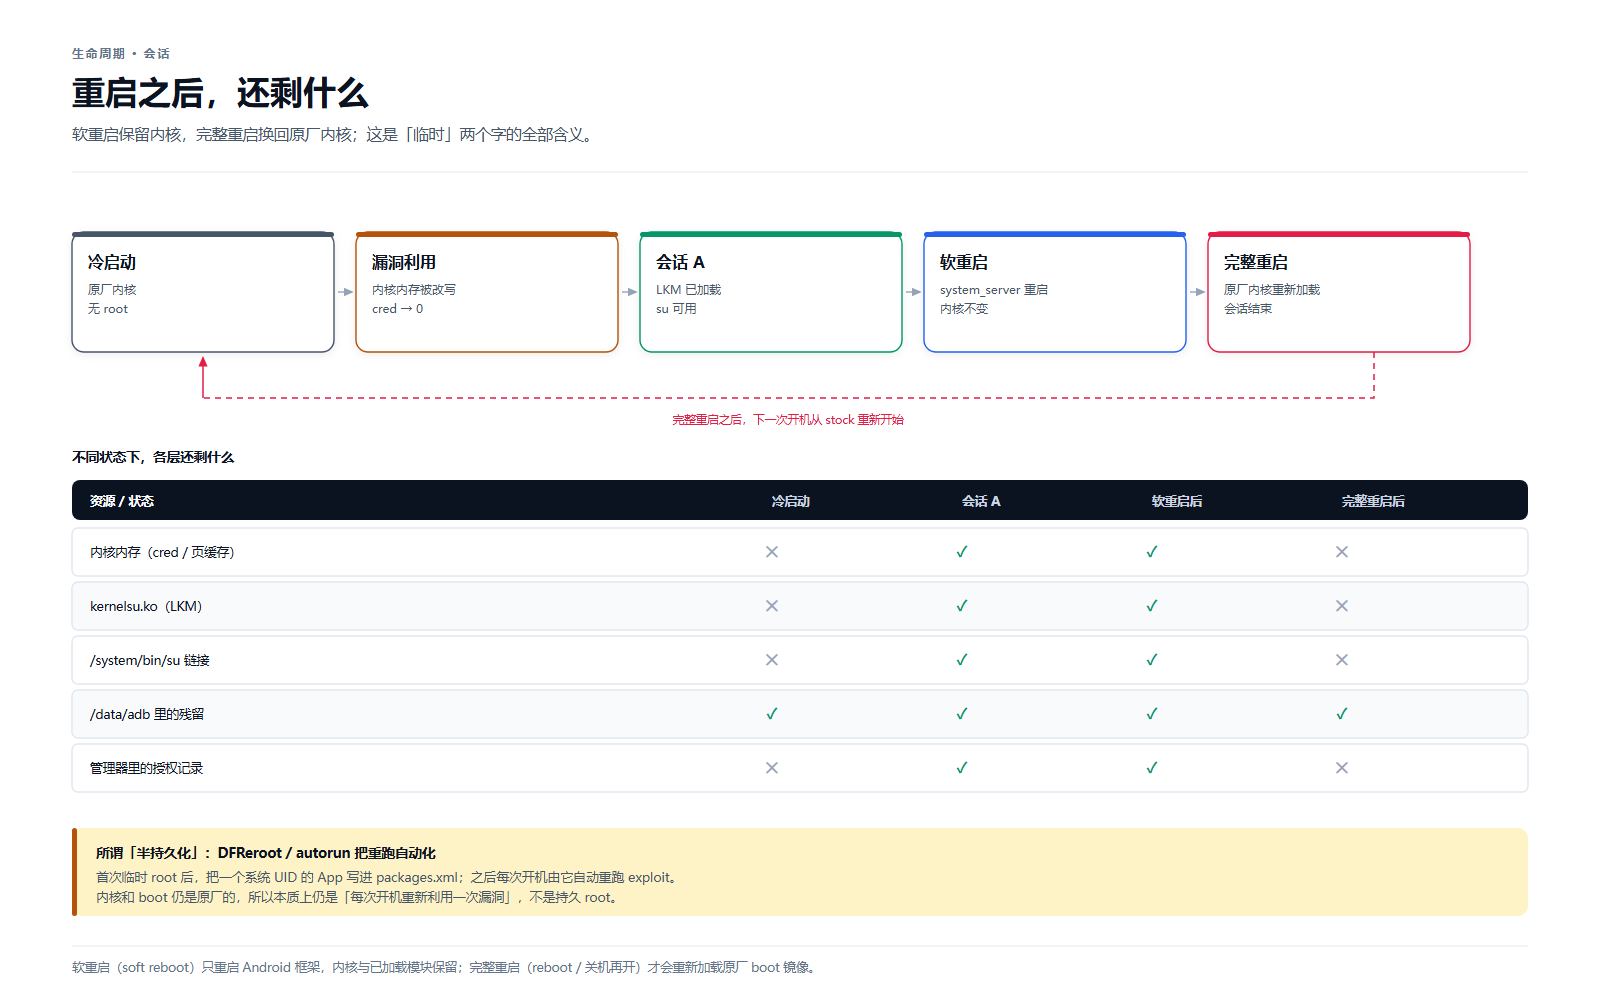 生命周期 • 会话
重启之后，还剩什么
软重启保留内核，完整重启换回原厂内核；这是「临时」两个字的全部含义。
冷启动
原厂内核
无 root
漏洞利用
内核内存被改写
cred → 0
会话 A
LKM 已加载
su 可用
软重启
system_server 重启
内核不变
完整重启
原厂内核重新加载
会话结束
完整重启之后，下一次开机从 stock 重新开始
不同状态下，各层还剩什么
资源 / 状态 冷启动 会话 A 软重启后 完整重启后
内核内存（cred / 页缓存） ✕ ✓ ✓ ✕
kernelsu.ko（LKM） ✕ ✓ ✓ ✕
/system/bin/su 链接 ✕ ✓ ✓ ✕
/data/adb 里的残留 ✓ ✓ ✓ ✓
管理器里的授权记录 ✕ ✓ ✓ ✕
所谓「半持久化」：DFReroot / autorun 把重跑自动化
首次临时 root 后，把一个系统 UID 的 App 写进 packages.xml；之后每次开机由它自动重跑 exploit。
内核和 boot 仍是原厂的，所以本质上仍是「每次开机重新利用一次漏洞」，不是持久 root。
软重启（soft reboot）只重启 Android 框架，内核与已加载模块保留；完整重启（reboot / 关机再开）才会重新加载原厂 boot 镜像。